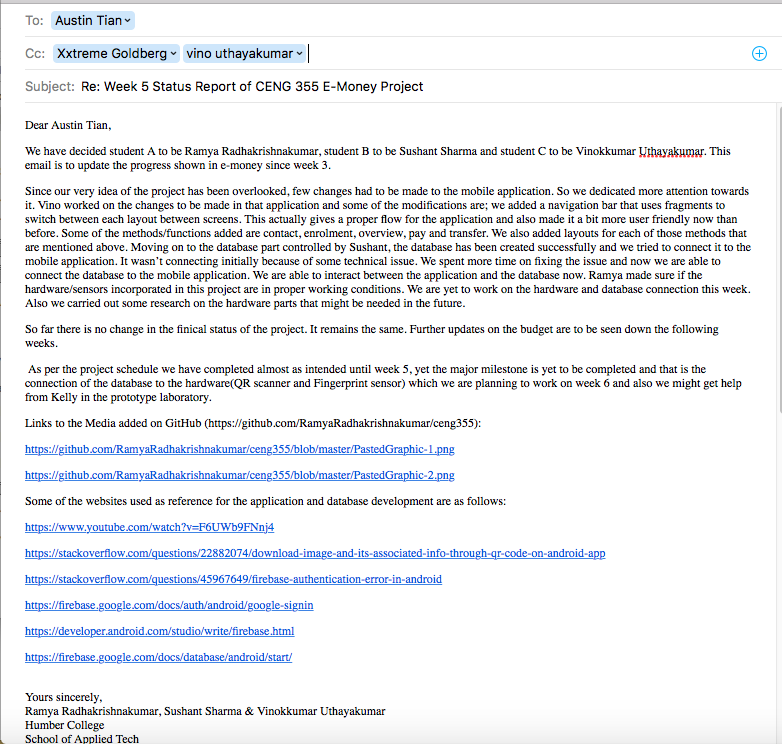 To: Austin Tian
Cc: Xxtreme Goldberg vino uthayakumar
Subject: Re: Week 5 Status Report of CENG 355 E-Money Project
Dear Austin Tian,
We have decided student A to be Ramya Radhakrishnakumar, student B to be Sushant Sharma and student C to be Vinokkumar Uthayakumar. This
email is to update the progress shown in e-money since week 3.
Since our very idea of the project has been overlooked, few changes had to be made to the mobile application. So we dedicated more attention towards
it. Vino worked on the changes to be made in that application and some of the modifications are; we added a navigation bar that uses fragments to
switch between each layout between screens. This actually gives a proper flow for the application and also made it a bit more user friendly now than
before. Some of the methods/functions added are contact, enrolment, overview, pay and transfer. We also added layouts for each of those methods that
are mentioned above. Moving on to the database part controlled by Sushant, the database has been created successfully and we tried to connect it to the
mobile application. It wasn’t connecting initially because of some technical issue. We spent more time on fixing the issue and now we are able to
connect the database to the mobile application. We are able to interact between the application and the database now. Ramya made sure if the
hardware/sensors incorporated in this project are in proper working conditions. We are yet to work on the hardware and database connection this week.
Also we carried out some research on the hardware parts that might be needed in the future.
So far there is no change in the finical status of the project. It remains the same. Further updates on the budget are to be seen down the following
weeks.
As per the project schedule we have completed almost as intended until week 5, yet the major milestone is yet to be completed and that is the
connection of the database to the hardware(QR scanner and Fingerprint sensor) which we are planning to work on week 6 and also we might get help
from Kelly in the prototype laboratory.
Links to the Media added on GitHub (https://github.com/RamyaRadhakrishnakumar/ceng355):
https://github.com/RamyaRadhakrishnakumar/ceng355/blob/master/PastedGraphic-1.png
https://github.com/RamyaRadhakrishnakumar/ceng355/blob/master/PastedGraphic-2.png
Some of the websites used as reference for the application and database development are as follows:
https://www.youtube.com/watch?v=F6UWb9FNnj4
https://stackoverflow.com/questions/22882074/download-image-and-its-associated-info-through-qr-code-on-android-app
https://stackoverflow.com/questions/45967649/firebase-authentication-error-in-android
https://firebase.google.com/docs/auth/android/google-signin
https://developer.android.com/studio/write/firebase.html
https://firebase.google.com/docs/database/android/start/
Yours sincerely,
Ramya Radhakrishnakumar, Sushant Sharma & Vinokkumar Uthayakumar
Humber College
School of Applied Tech